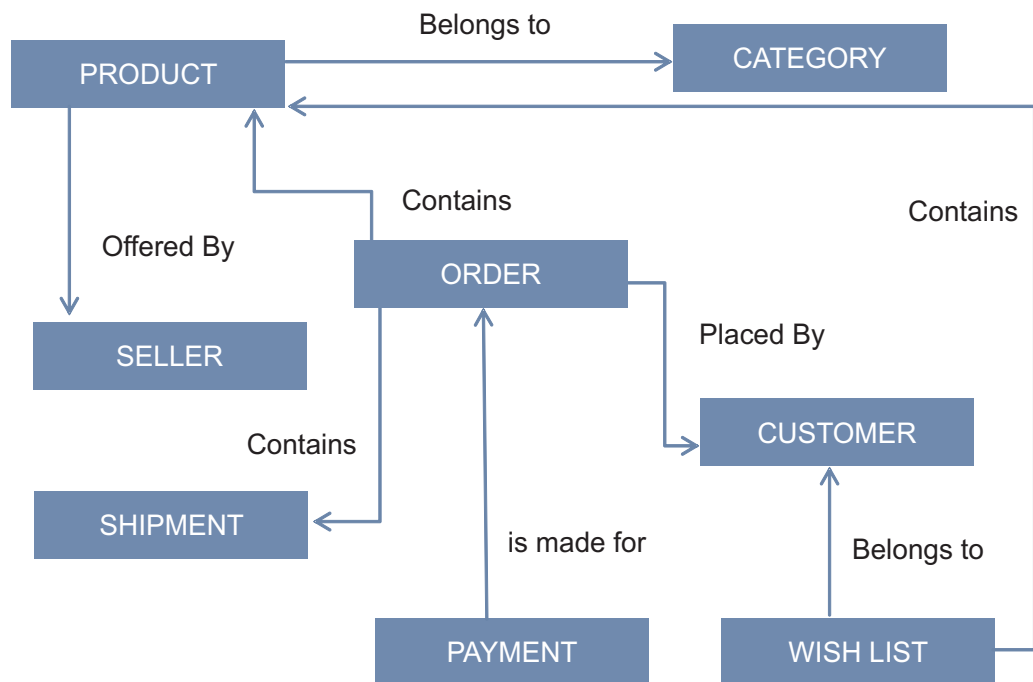 Belongs to
PRODUCT
CATEGORY
Contains
Contains
Offered By
ORDER
Placed By
SELLER
CUSTOMER
Contains
SHIPMENT
is made for
Belongs to
PAYMENT
WISH LIST